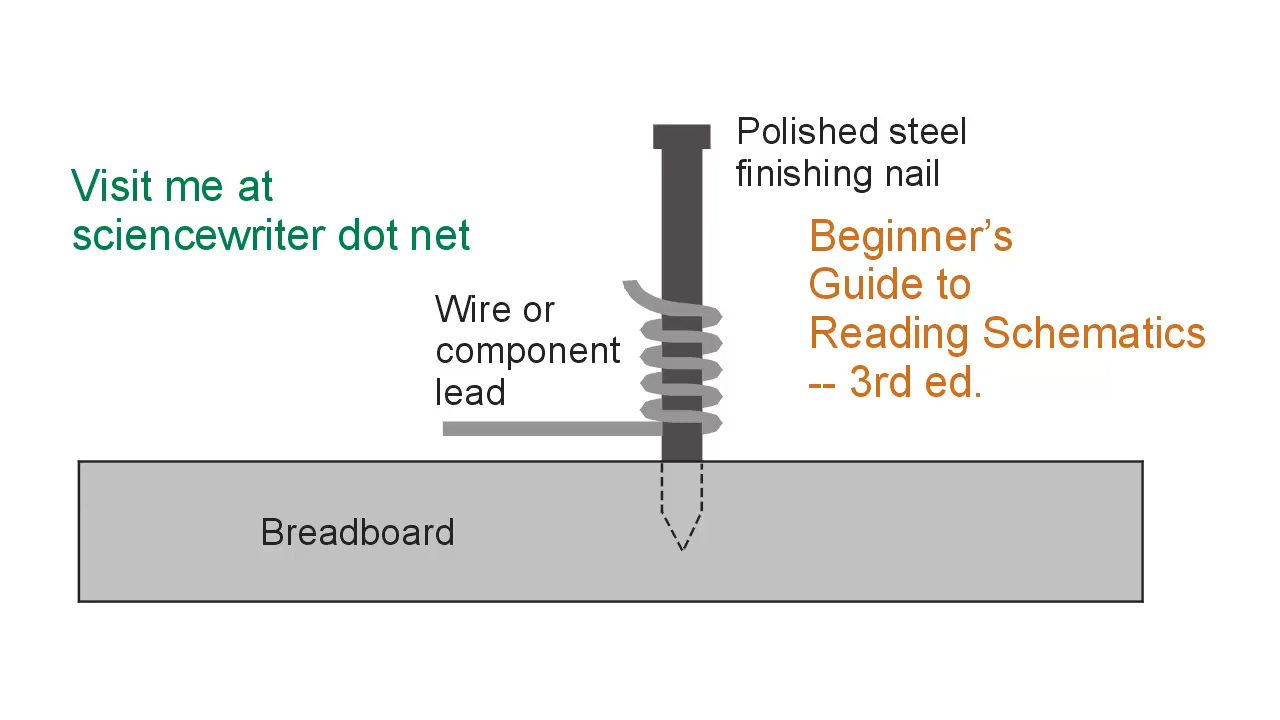 Polished steel
finishing nail
Visit me at
sciencewriter dot net
Beginner’s
Guide to
Reading Schematics
-- 3rd ed.
Wire or
component
lead
Breadboard